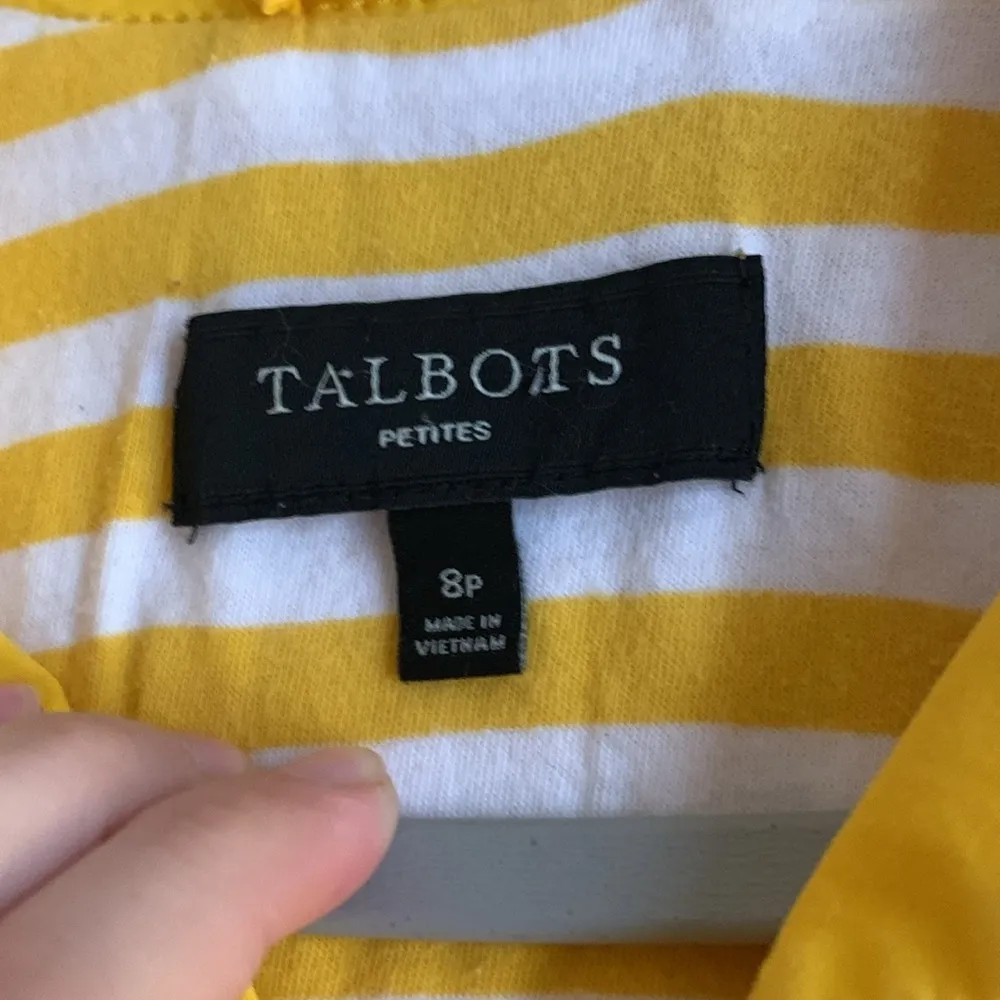 TALBOTS
PETITES
8P
MADE IN
VIETNAM